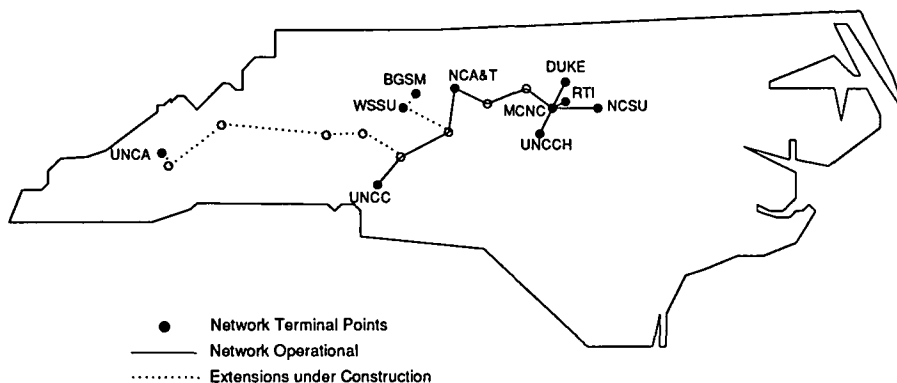 DUKE
BGSM
NCA&T
RTI
WSSU
MCNC
NCSU
UNCCH
UNCA
UNCC
Network Terminal Points
Network Operational
Extensions under Construction